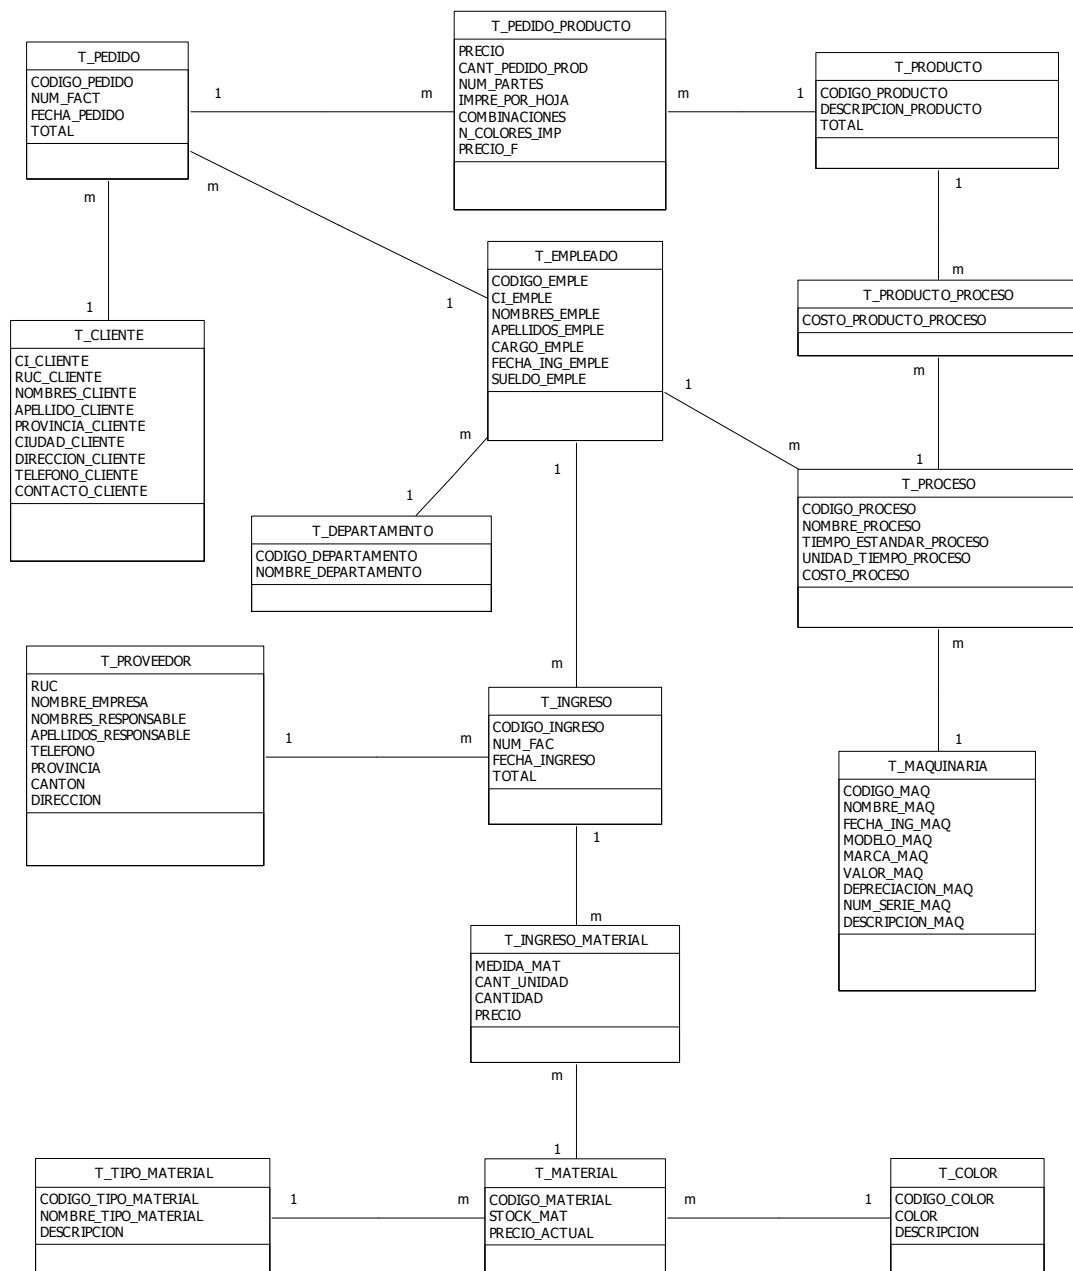 T_PEDIDO
CODIGO_PEDIDO
NUM_FACT
FECHA_PEDIDO
TOTAL
1
m
T_PEDIDO_PRODUCTO
PRECIO
CANT_PEDIDO_PROD
NUM_PARTES
IMPRE_POR_HOJA
COMBINACIONES
N_COLORES_IMP
PRECIO_F
m
1
T_PRODUCTO
CODIGO_PRODUCTO
DESCRIPCION_PRODUCTO
TOTAL
m
m
1
1
1
m
T_CLIENTE
CI_CLIENTE
RUC_CLIENTE
NOMBRES_CLIENTE
APELLIDO_CLIENTE
PROVINCIA_CLIENTE
CIUDAD_CLIENTE
DIRECCION_CLIENTE
TELEFONO_CLIENTE
CONTACTO_CLIENTE
T_EMPLEADO
CODIGO_EMPLE
CI_EMPLE
NOMBRES_EMPLE
APELLIDOS_EMPLE
CARGO_EMPLE
FECHA_ING_EMPLE
SUELDO_EMPLE
T_PRODUCTO_PROCESO
COSTO_PRODUCTO_PROCESO
m
1
1
m
m
1
1
T_DEPARTAMENTO
CODIGO_DEPARTAMENTO
NOMBRE_DEPARTAMENTO
T_PROCESO
CODIGO_PROCESO
NOMBRE_PROCESO
TIEMPO_ESTANDAR_PROCESO
UNIDAD_TIEMPO_PROCESO
COSTO_PROCESO
m
1
m
T_PROVEEDOR
RUC
NOMBRE_EMPRESA
NOMBRES_RESPONSABLE
APELLIDOS_RESPONSABLE
TELEFONO
PROVINCIA
CANTON
DIRECCION
1
m
T_INGRESO
CODIGO_INGRESO
NUM_FAC
FECHA_INGRESO
TOTAL
T_MAQUINARIA
CODIGO_MAQ
NOMBRE_MAQ
FECHA_ING_MAQ
MODELO_MAQ
MARCA_MAQ
VALOR_MAQ
DEPRECIACION_MAQ
NUM_SERIE_MAQ
DESCRIPCION_MAQ
1
m
T_INGRESO_MATERIAL
MEDIDA_MAT
CANT_UNIDAD
CANTIDAD
PRECIO
m
1
T_TIPO_MATERIAL
CODIGO_TIPO_MATERIAL
NOMBRE_TIPO_MATERIAL
DESCRIPCION
1
m
T_MATERIAL
CODIGO_MATERIAL
STOCK_MAT
PRECIO_ACTUAL
m
1
T_COLOR
CODIGO_COLOR
COLOR
DESCRIPCION